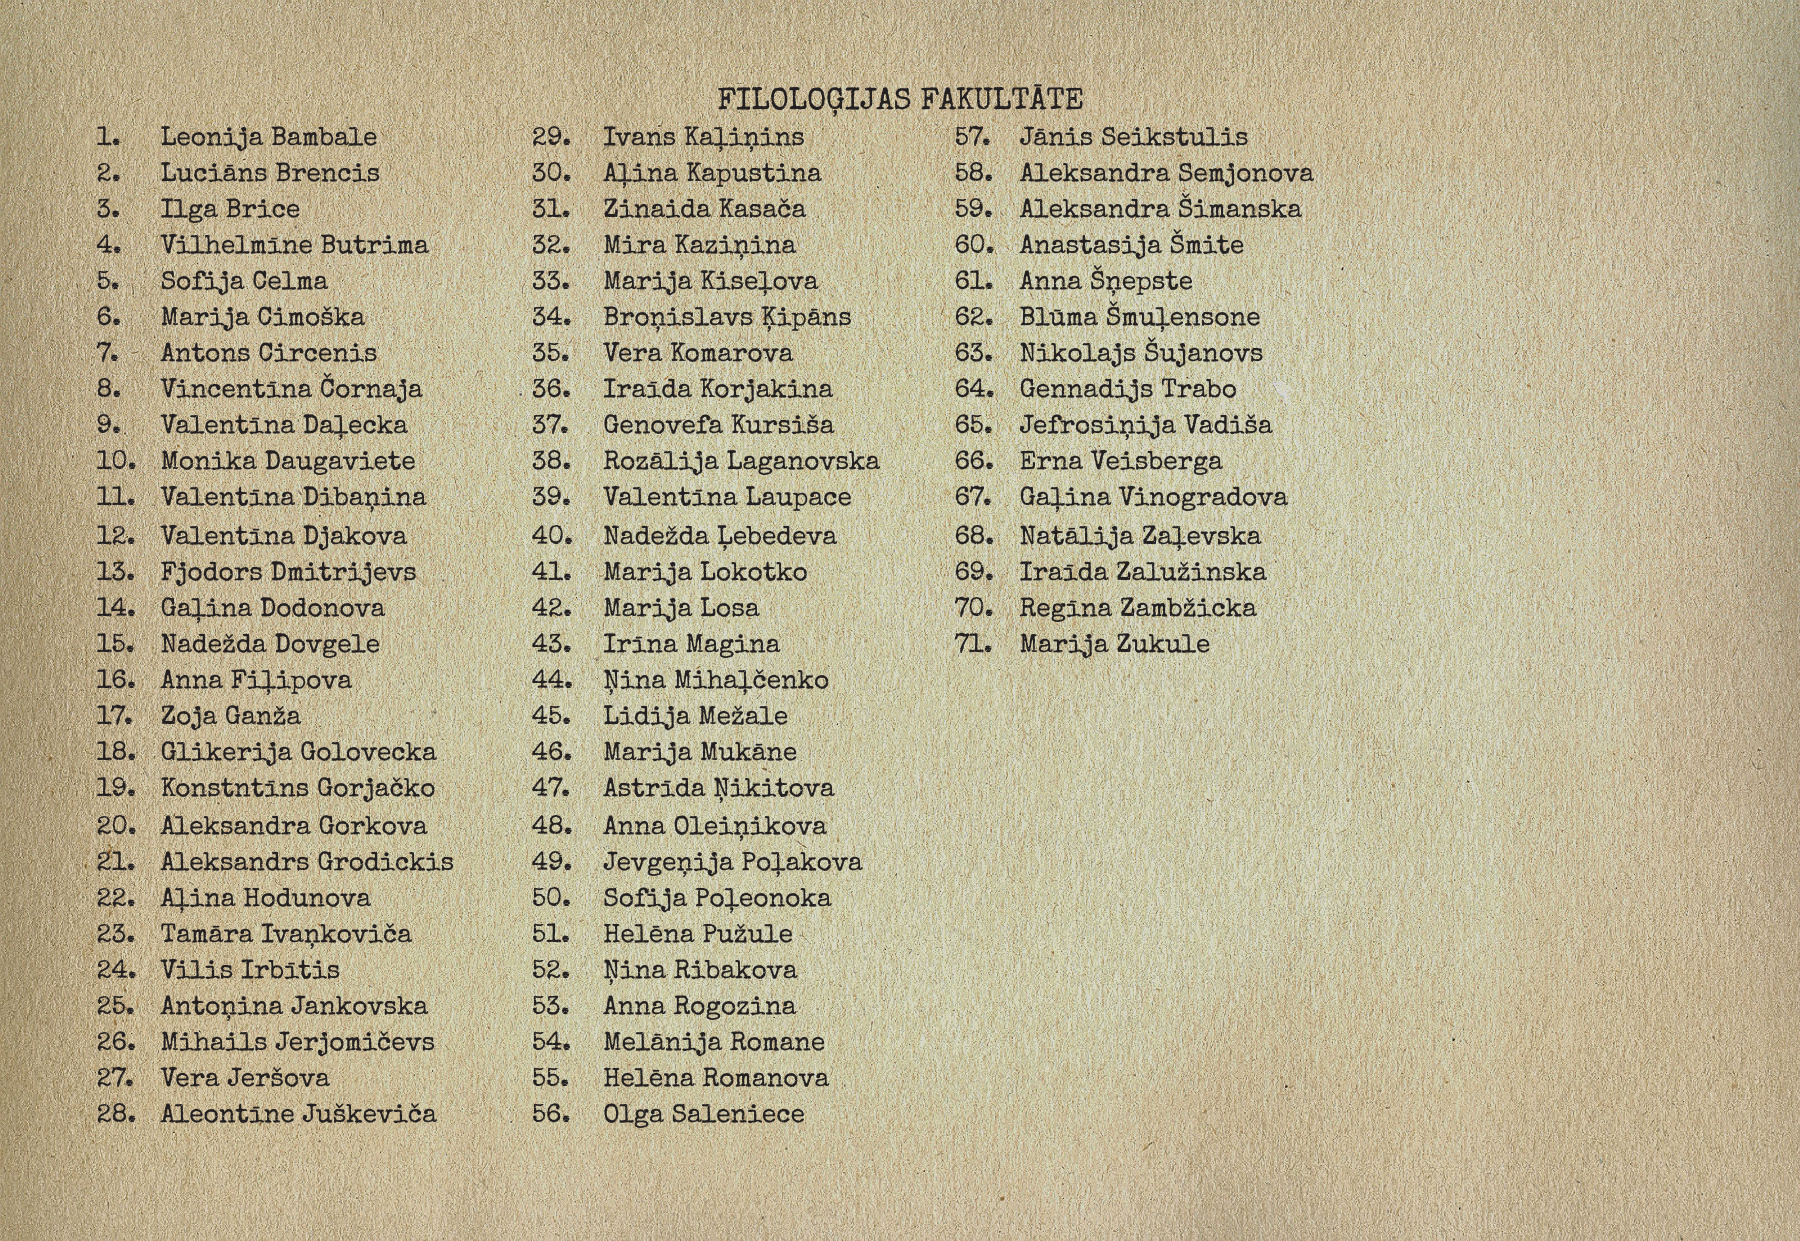 FILOLOĢIJAS FAKULTĀTE
1. Leonija Bambale
2. Luciāns Brencis
3. Ilga Brice
4. Vilhelmīne Butrima
5. Sofija Celma
6. Marija Cimoška
7. Antons Circenis
8. Vincentīna Čornaja
9. Valentīna Daļecka
10. Monika Daugaviete
11. Valentīna Dibaņina
12. Valentīna Djakova
13. Fjodors Dmitrijevs
14. Gaļina Dodonova
15. Nadežda Dovgele
16. Anna Fiļipova
17. Zoja Ganža
18. Glikerija Golovecka
19. Konstntīns Gorjačko
20. Aleksandra Gorkova
21. Aleksandrs Grodickis
22. Aļina Hodunova
23. Tamāra Ivaņkoviča
24. Vilis Irbītis
25. Antoņina Jankovska
26. Mihails Jerjomičevs
27. Vera Jeršova
28. Aleontīne Juškeviča
29. Ivans Kaļiņins
30. Aļina Kapustina
31. Zinaida Kasača
32. Mira Kaziņina
33. Marija Kiseļova
34. Broņislavs Ķipāns
35. Vera Komarova
36. Iraīda Korjakina
37. Genovefa Kursiša
38. Rozālija Laganovska
39. Valentīna Laupace
40. Nadežda Ļebedeva
41. Marija Lokotko
42. Marija Losa
43. Irīna Magina
44. Ņina Mihaļčenko
45. Lidija Mežale
46. Marija Mukāne
47. Astrīda Ņikitova
48. Anna Oleiņikova
49. Jevgeņija Poļakova
50. Sofija Poļeonoka
51. Helēna Pužule
52. Ņina Ribakova
53. Anna Rogozina
54. Melānija Romane
55. Helēna Romanova
56. Olga Saleniece
57. Jānis Seikstulis
58. Aleksandra Semjonova
59. Aleksandra Šimanska
60. Anastasija Šmite
61. Anna Šņepste
62. Blūma Šmuļensone
63. Nikolajs Šujanovs
64. Gennadijs Trabo
65. Jefrosiņija Vadiša
66. Erna Veisberga
67. Gaļina Vinogradova
68. Natālija Zaļevska
69. Iraīda Zalužinska
70. Regīna Zambžicka
71. Marija Zukule